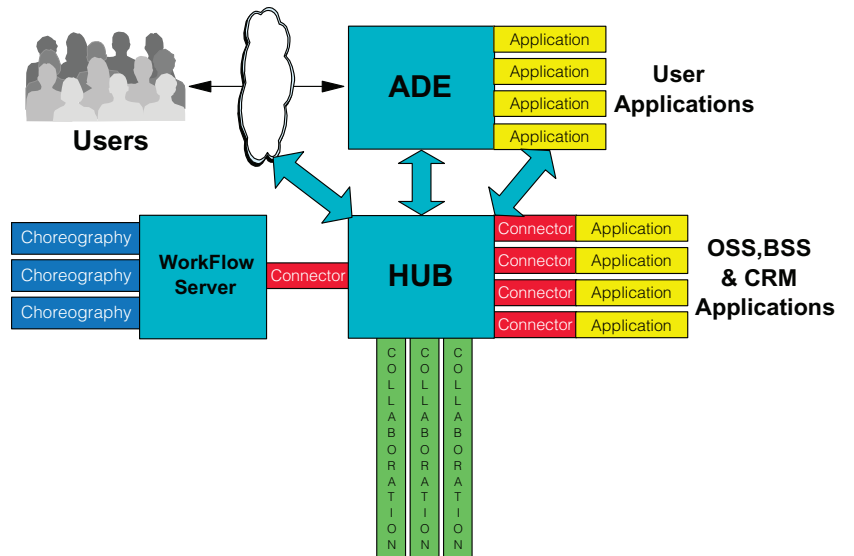 Application
Application
Application
Application
ADE
User
Applications
Users
Choreography
Choreography
Choreography
WorkFlow
Server
Connector
HUB
Connector Application
Connector Application
Connector Application
Connector Application
OSS,BSS
& CRM
Applications
COLLABORATION
COLLABORATION
COLLABORATION